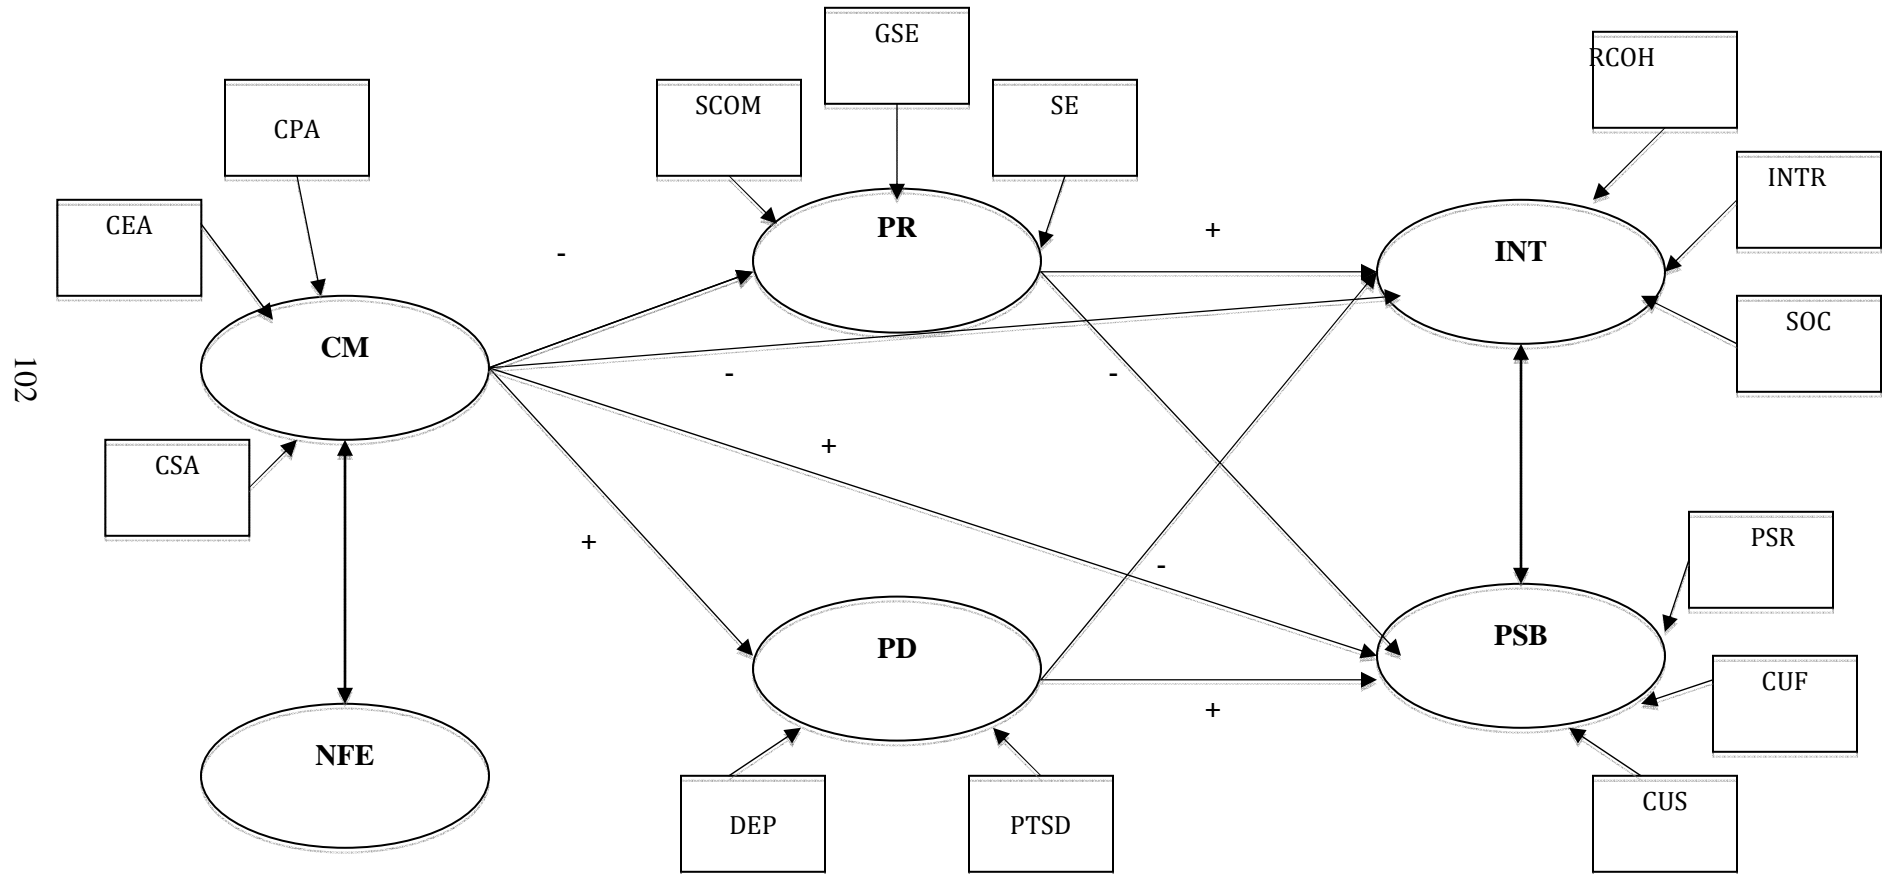 GSE
RCOH
SCOM
SE
CPA
INTR
CEA
PR
+
INT
-
SOC
CM
102
-
-
+
CSA
PSR
+
-
PSB
PD
CUF
+
NFE
CUS
DEP
PTSD